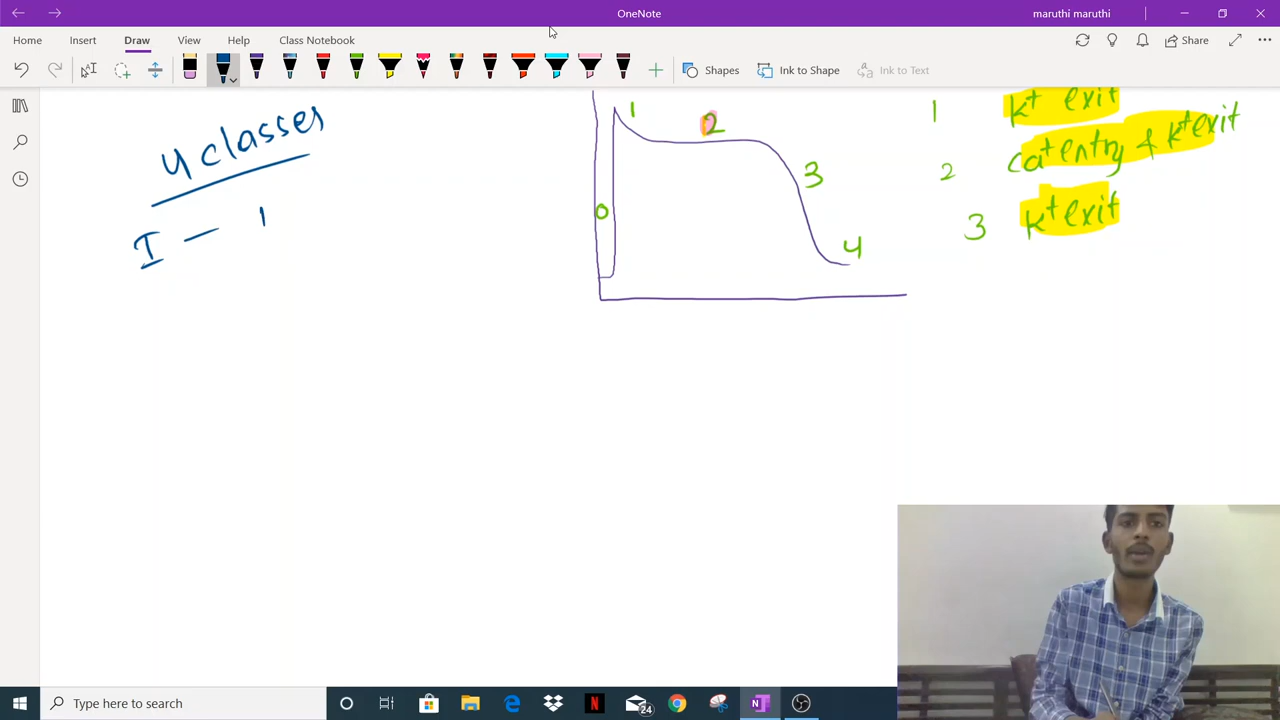 OneNote
maruthi maruthi
Home Insert Draw View Help Class Notebook
Share
Shapes
Ink to Shape
Ink to Text
4 classes
I - 1
0
1
2
3
4
1 K+ exit
2 Ca+ entry & K+ exit
3 K+ exit
Type here to search
24